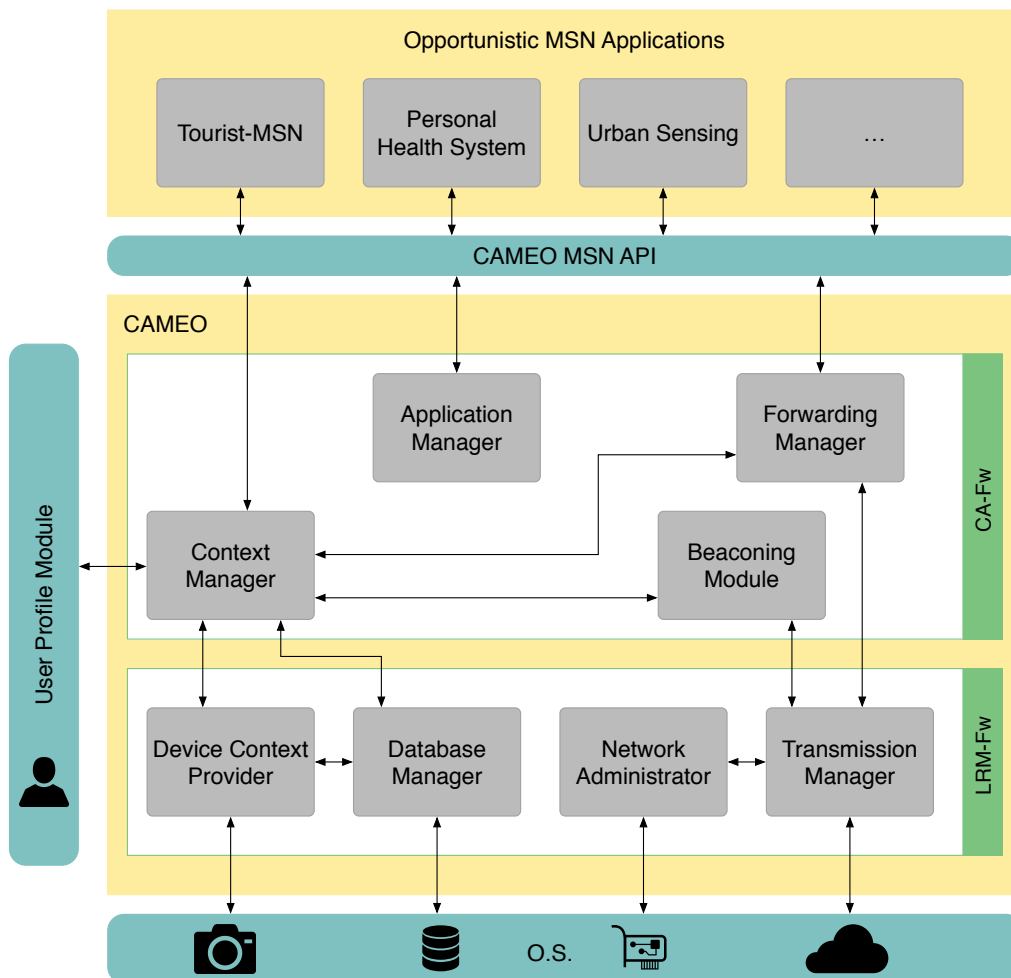 Opportunistic MSN Applications
Tourist-MSN
Personal
Health System
Urban Sensing
…
CAMEO MSN API
CAMEO
User Profile Module
Application
Manager
Forwarding
Manager
CA-Fw
Context
Manager
Beaconing
Module
Device Context
Provider
Database
Manager
Network
Administrator
Transmission
Manager
LRM-Fw
O.S.